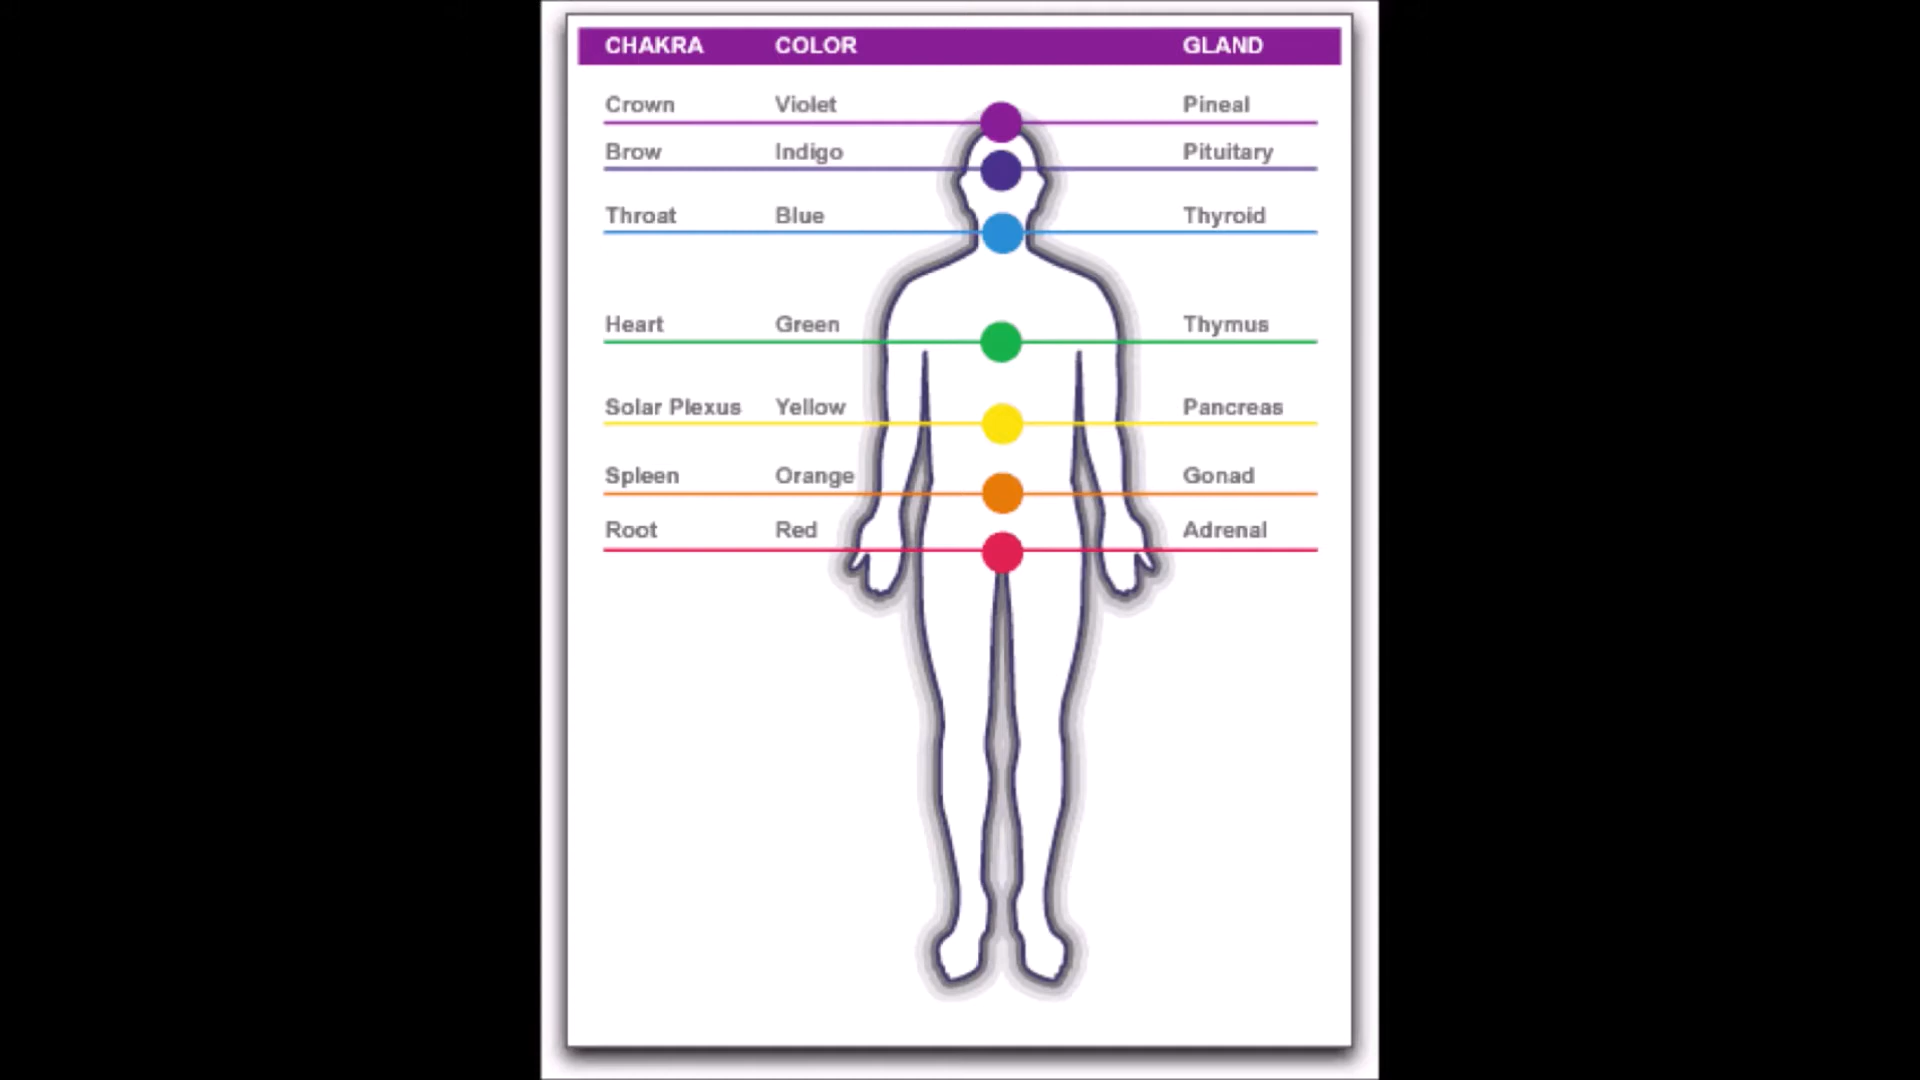 CHAKRA COLOR GLAND
Crown Violet Pineal
Brow Indigo Pituitary
Throat Blue Thyroid
Heart Green Thymus
Solar Plexus Yellow Pancreas
Spleen Orange Gonad
Root Red Adrenal